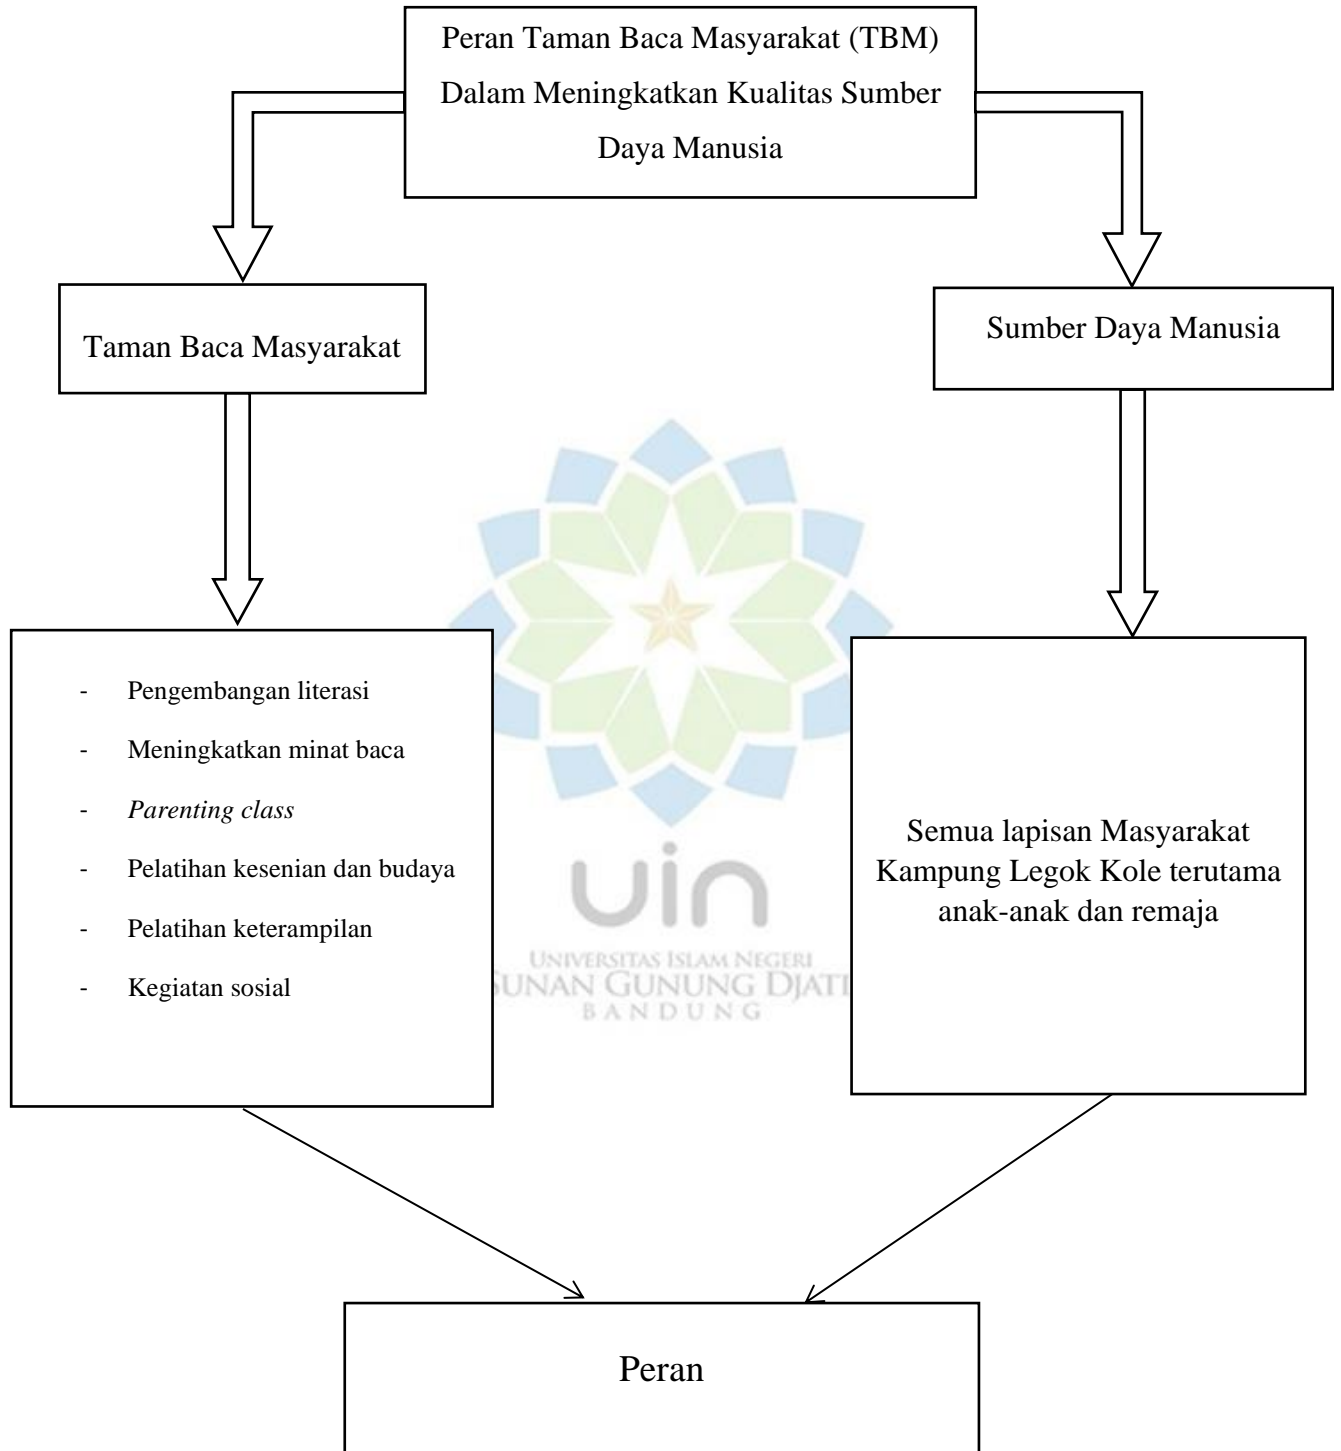 Peran Taman Baca Masyarakat (TBM)
Dalam Meningkatkan Kualitas Sumber
Daya Manusia
Taman Baca Masyarakat
Sumber Daya Manusia
- Pengembangan literasi
- Meningkatkan minat baca
- Parenting class
- Pelatihan kesenian dan budaya
- Pelatihan keterampilan
- Kegiatan sosial
Semua lapisan Masyarakat
Kampung Legok Kole terutama
anak-anak dan remaja
uin
UNIVERSITAS ISLAM NEGERI
SUNAN GUNUNG DJATI
BANDUNG
Peran